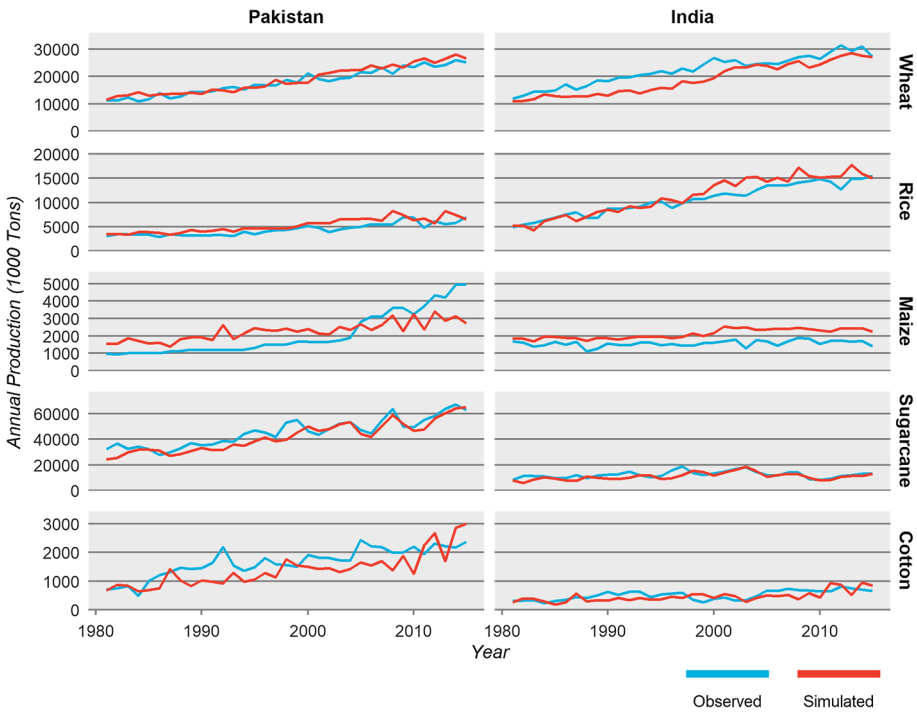 Pakistan India
30000
20000
10000
0
Wheat
20000
15000
10000
5000
0
Rice
5000
4000
3000
2000
1000
0
Maize
60000
40000
20000
0
Sugarcane
3000
2000
1000
0
Cotton
Annual Production (1000 Tons)
1980 1990 2000 2010 1980 1990 2000 2010
Year
Observed Simulated